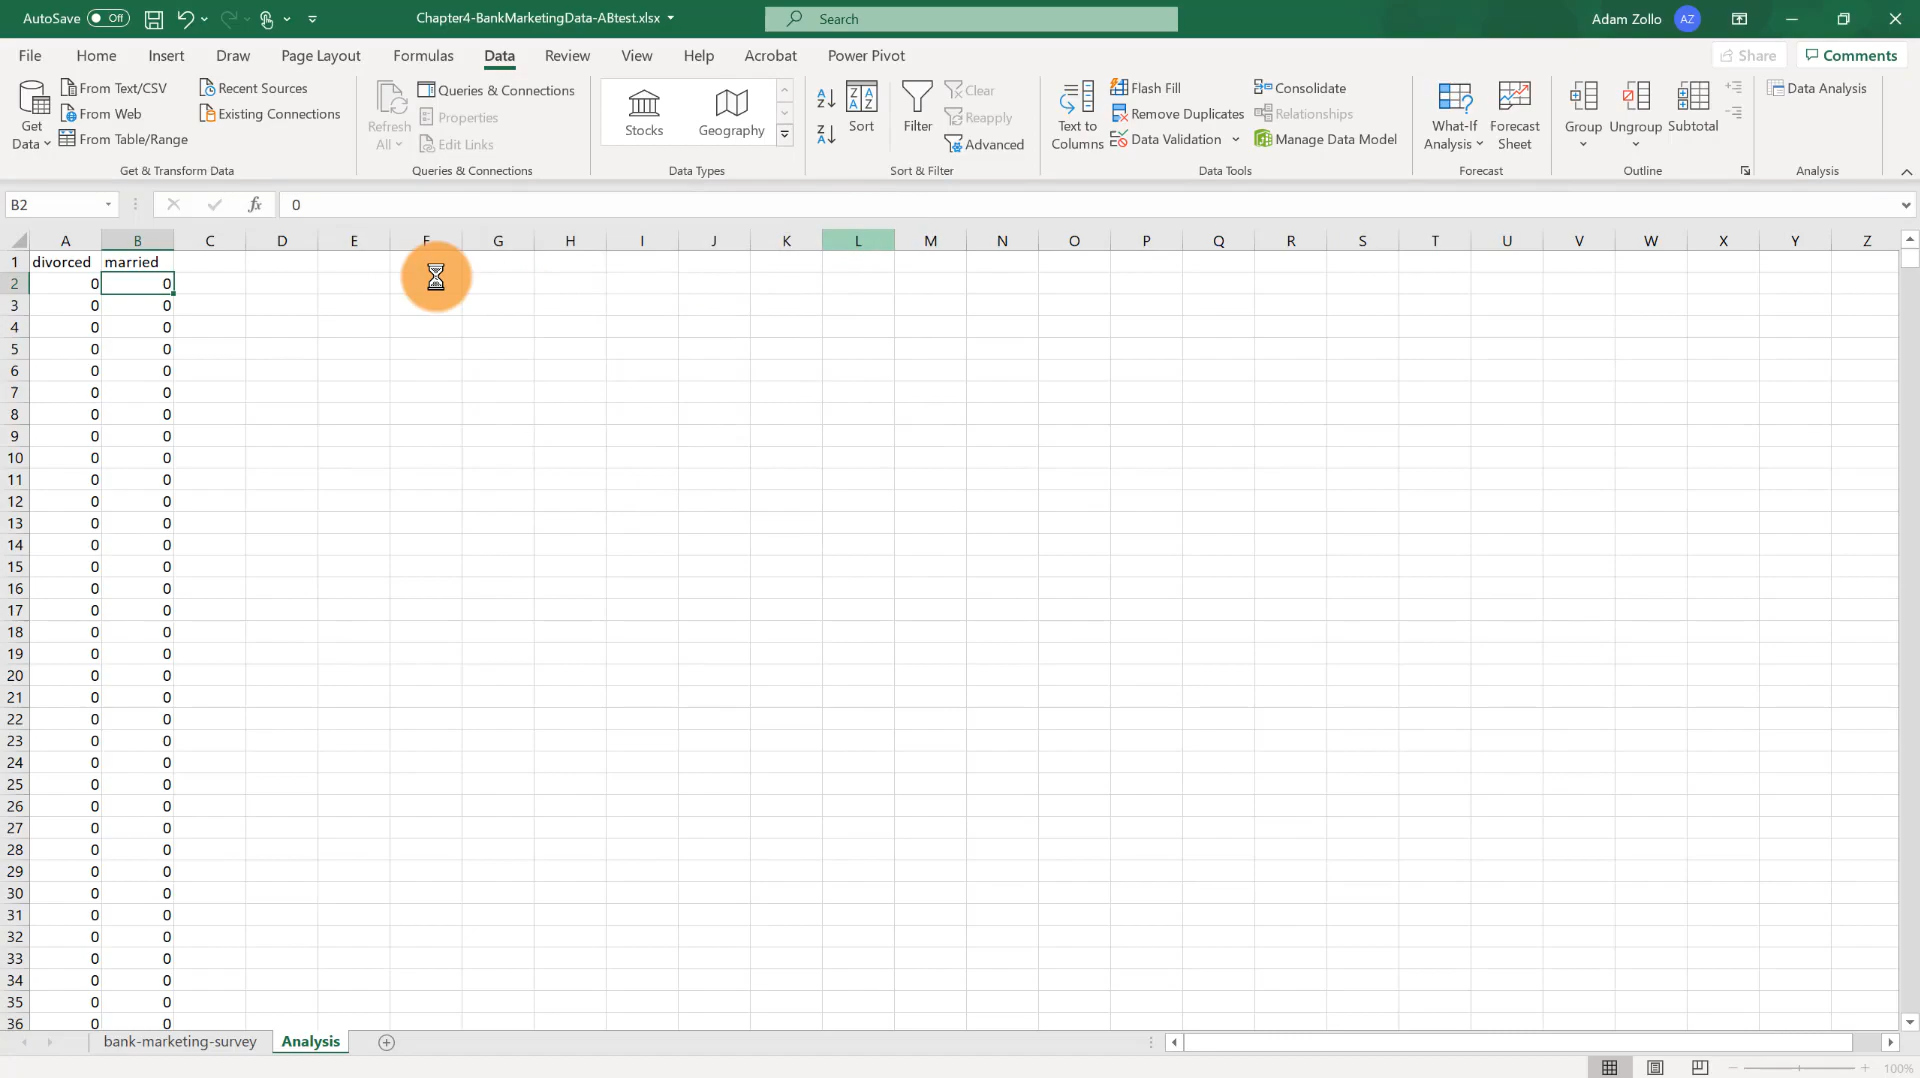 AutoSave Off Chapter4-BankMarketingData-ABtest.xlsx Search Adam Zollo AZ
File Home Insert Draw Page Layout Formulas Data Review View Help Acrobat Power Pivot Share Comments
Get Data
From Text/CSV
From Web
From Table/Range
Recent Sources
Existing Connections
Get & Transform Data
Refresh All
Queries & Connections
Properties
Edit Links
Queries & Connections
Stocks
Geography
Data Types
Sort
Filter
Clear
Reapply
Advanced
Sort & Filter
Text to Columns
Flash Fill
Remove Duplicates
Data Validation
Consolidate
Relationships
Manage Data Model
Data Tools
What-If Analysis
Forecast Sheet
Forecast
Group
Ungroup
Subtotal
Outline
Data Analysis
Analysis
B2 fx 0
A B C D E F G H I J K L M N O P Q R S T U V W X Y Z
1 divorced married
2 0 0
3 0 0
4 0 0
5 0 0
6 0 0
7 0 0
8 0 0
9 0 0
10 0 0
11 0 0
12 0 0
13 0 0
14 0 0
15 0 0
16 0 0
17 0 0
18 0 0
19 0 0
20 0 0
21 0 0
22 0 0
23 0 0
24 0 0
25 0 0
26 0 0
27 0 0
28 0 0
29 0 0
30 0 0
31 0 0
32 0 0
33 0 0
34 0 0
35 0 0
36 0 0
bank-marketing-survey Analysis
100%